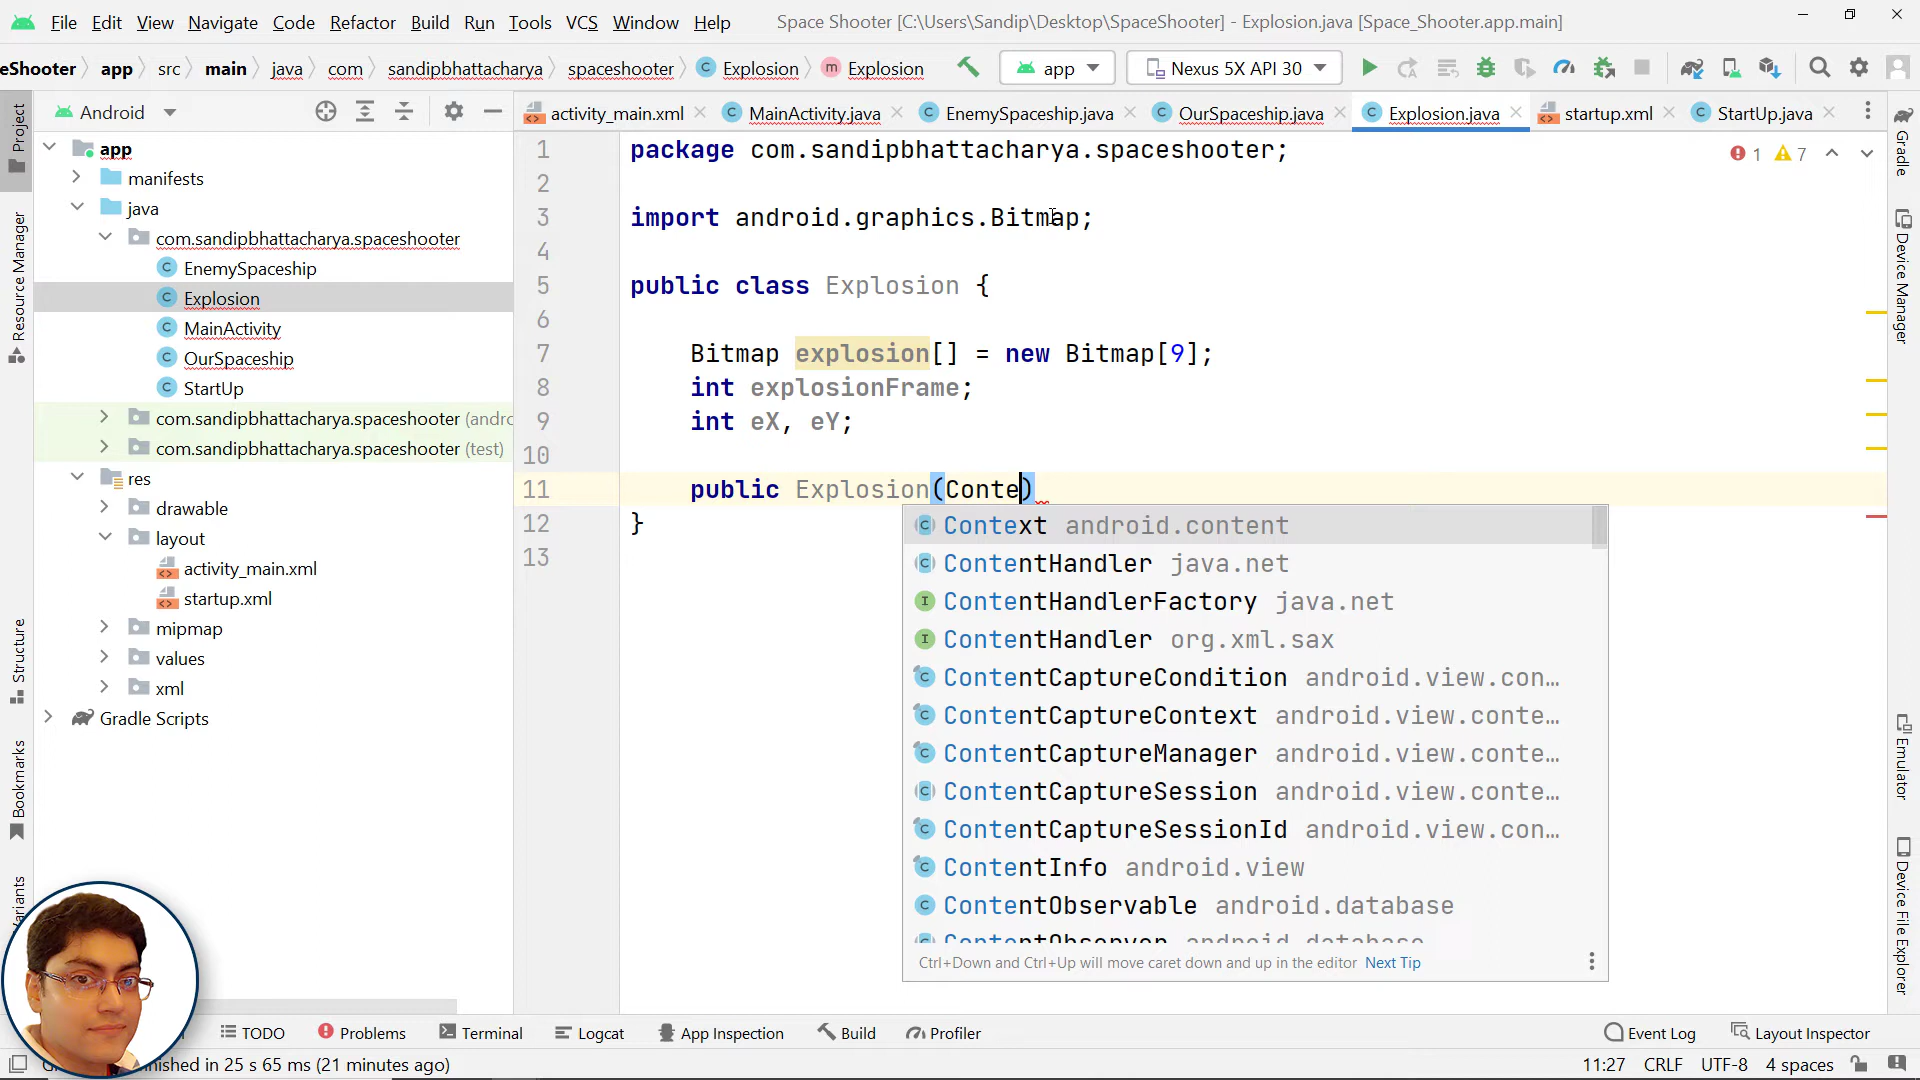 File Edit View Navigate Code Refactor Build Run Tools VCS Window Help Space Shooter [C:\Users\Sandip\Desktop\SpaceShooter] - Explosion.java [Space_Shooter.app.main]
eShooter app src main java com sandipbhattacharya spaceshooter Explosion Explosion app Nexus 5X API 30
Android
activity_main.xml MainActivity.java EnemySpaceship.java OurSpaceship.java Explosion.java startup.xml StartUp.java
Project
Resource Manager
Structure
Bookmarks
app
manifests
java
com.sandipbhattacharya.spaceshooter
EnemySpaceship
Explosion
MainActivity
OurSpaceship
StartUp
com.sandipbhattacharya.spaceshooter (andro
com.sandipbhattacharya.spaceshooter (test)
res
drawable
layout
activity_main.xml
startup.xml
mipmap
values
xml
Gradle Scripts
1 package com.sandipbhattacharya.spaceshooter;
2
3 import android.graphics.Bitmap;
4
5 public class Explosion {
6
7 Bitmap explosion[] = new Bitmap[9];
8 int explosionFrame;
9 int eX, eY;
10
11 public Explosion(Conte)
12 }
13
1 7
Context android.content
ContentHandler java.net
ContentHandlerFactory java.net
ContentHandler org.xml.sax
ContentCaptureCondition android.view.con…
ContentCaptureContext android.view.conte…
ContentCaptureManager android.view.conte…
ContentCaptureSession android.view.conte…
ContentCaptureSessionId android.view.con…
ContentInfo android.view
ContentObservable android.database
ContentObserver android.database
Ctrl+Down and Ctrl+Up will move caret down and up in the editor Next Tip
Gradle
Device Manager
Emulator
Device File Explorer
TODO Problems Terminal Logcat App Inspection Build Profiler Event Log Layout Inspector
nished in 25 s 65 ms (21 minutes ago) 11:27 CRLF UTF-8 4 spaces